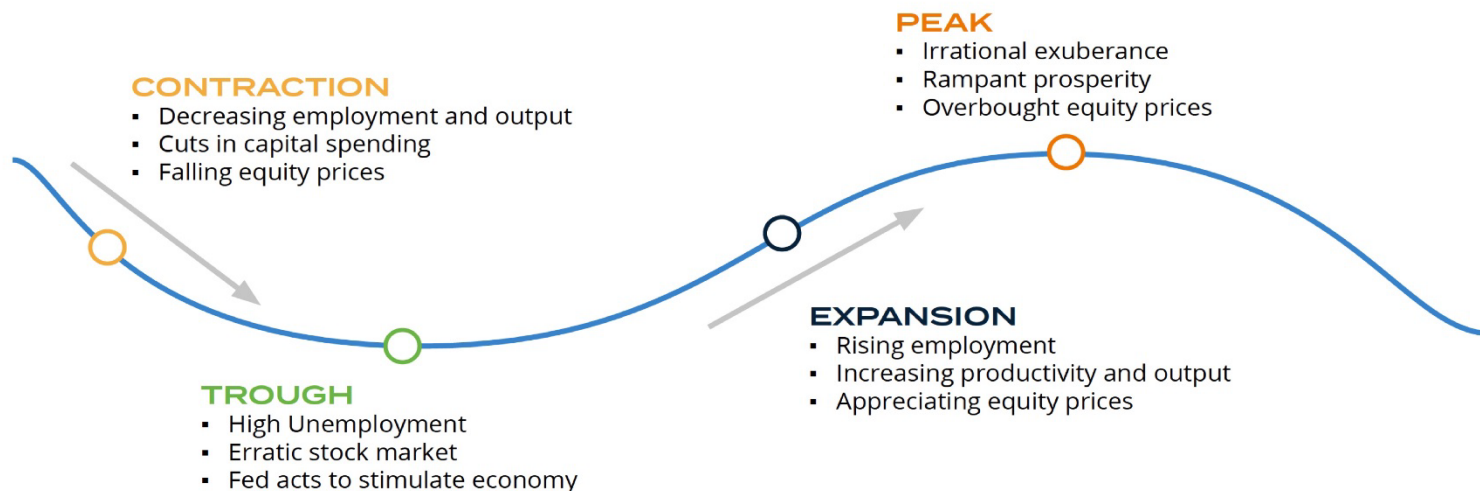 CONTRACTION
▪ Decreasing employment and output
▪ Cuts in capital spending
▪ Falling equity prices
TROUGH
▪ High Unemployment
▪ Erratic stock market
▪ Fed acts to stimulate economy
EXPANSION
▪ Rising employment
▪ Increasing productivity and output
▪ Appreciating equity prices
PEAK
▪ Irrational exuberance
▪ Rampant prosperity
▪ Overbought equity prices